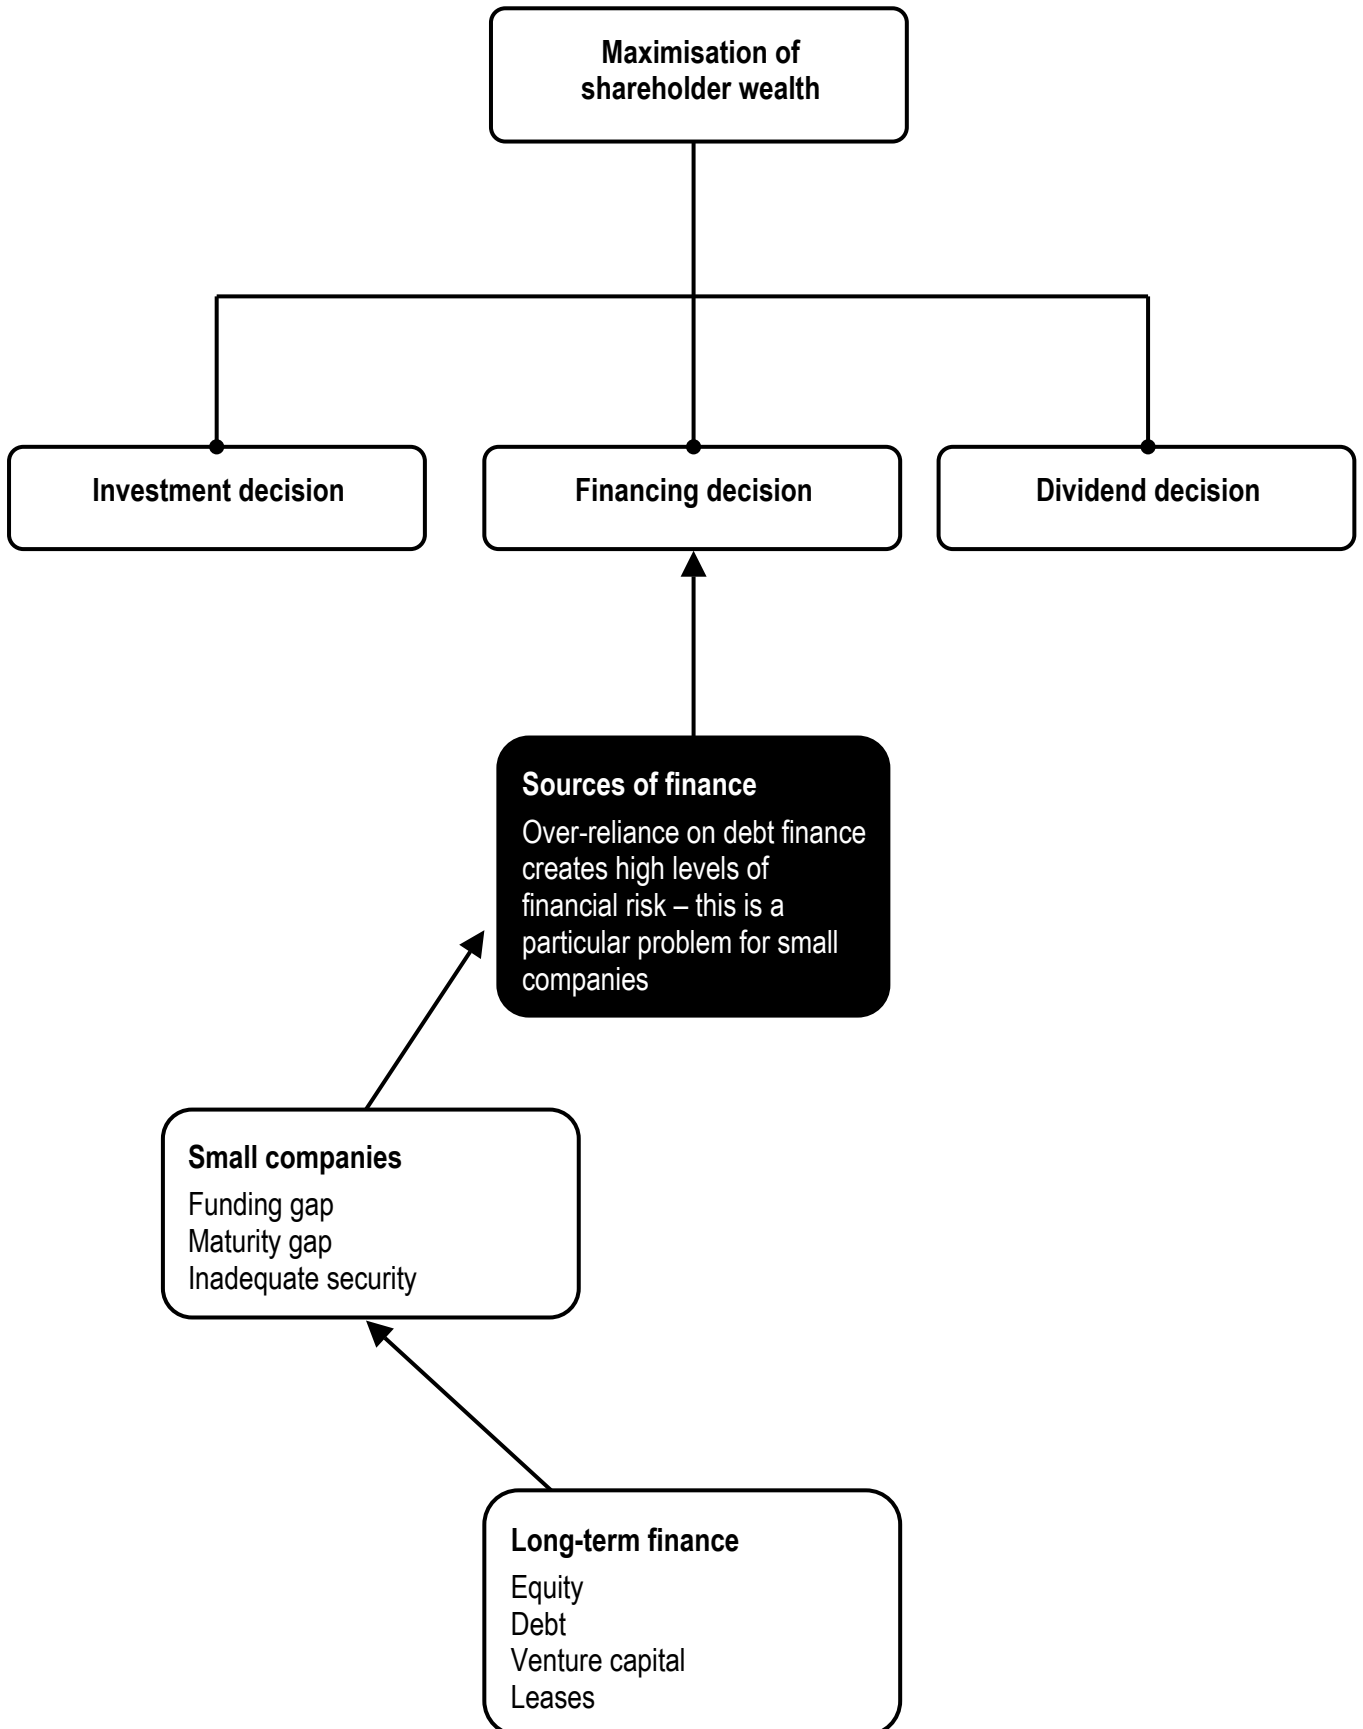 Maximisation of
shareholder wealth
Investment decision
Financing decision
Dividend decision
Sources of finance
Over-reliance on debt finance
creates high levels of
financial risk – this is a
particular problem for small
companies
Small companies
Funding gap
Maturity gap
Inadequate security
Long-term finance
Equity
Debt
Venture capital
Leases